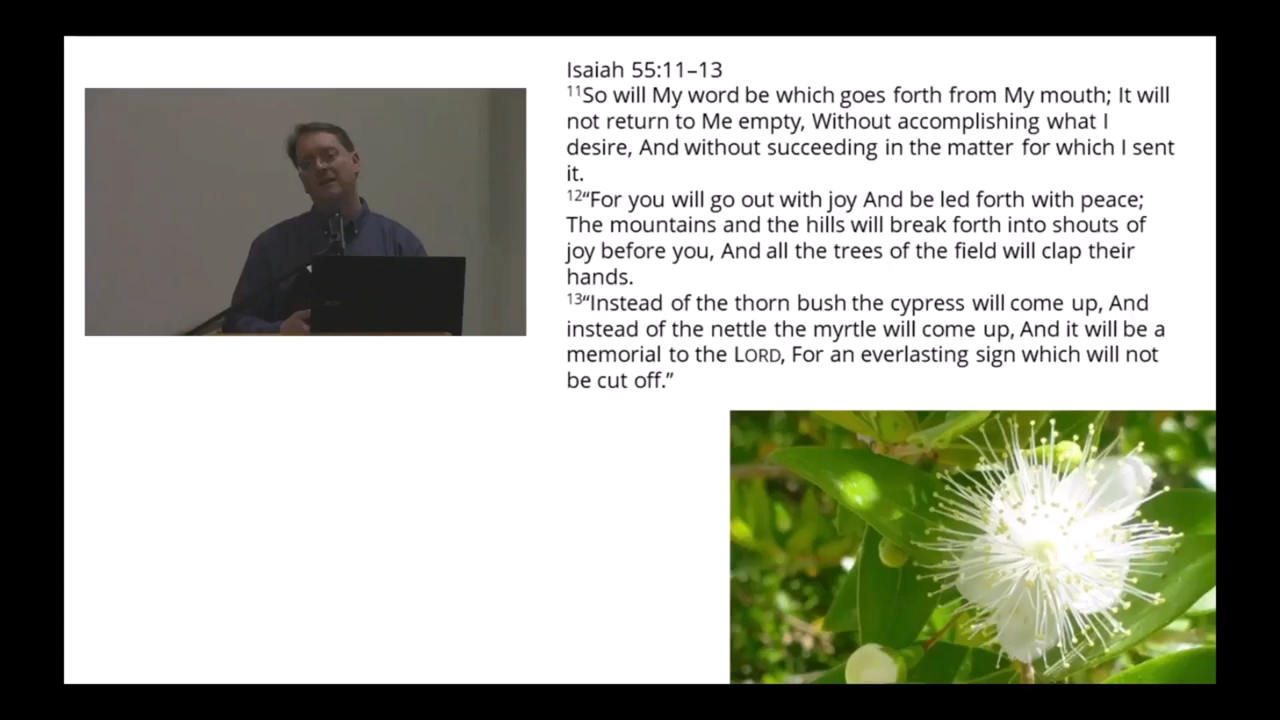 Isaiah 55:11–13
¹¹So will My word be which goes forth from My mouth; It will
not return to Me empty, Without accomplishing what I
desire, And without succeeding in the matter for which I sent
it.
¹²“For you will go out with joy And be led forth with peace;
The mountains and the hills will break forth into shouts of
joy before you, And all the trees of the field will clap their
hands.
¹³“Instead of the thorn bush the cypress will come up, And
instead of the nettle the myrtle will come up, And it will be a
memorial to the LORD, For an everlasting sign which will not
be cut off.”